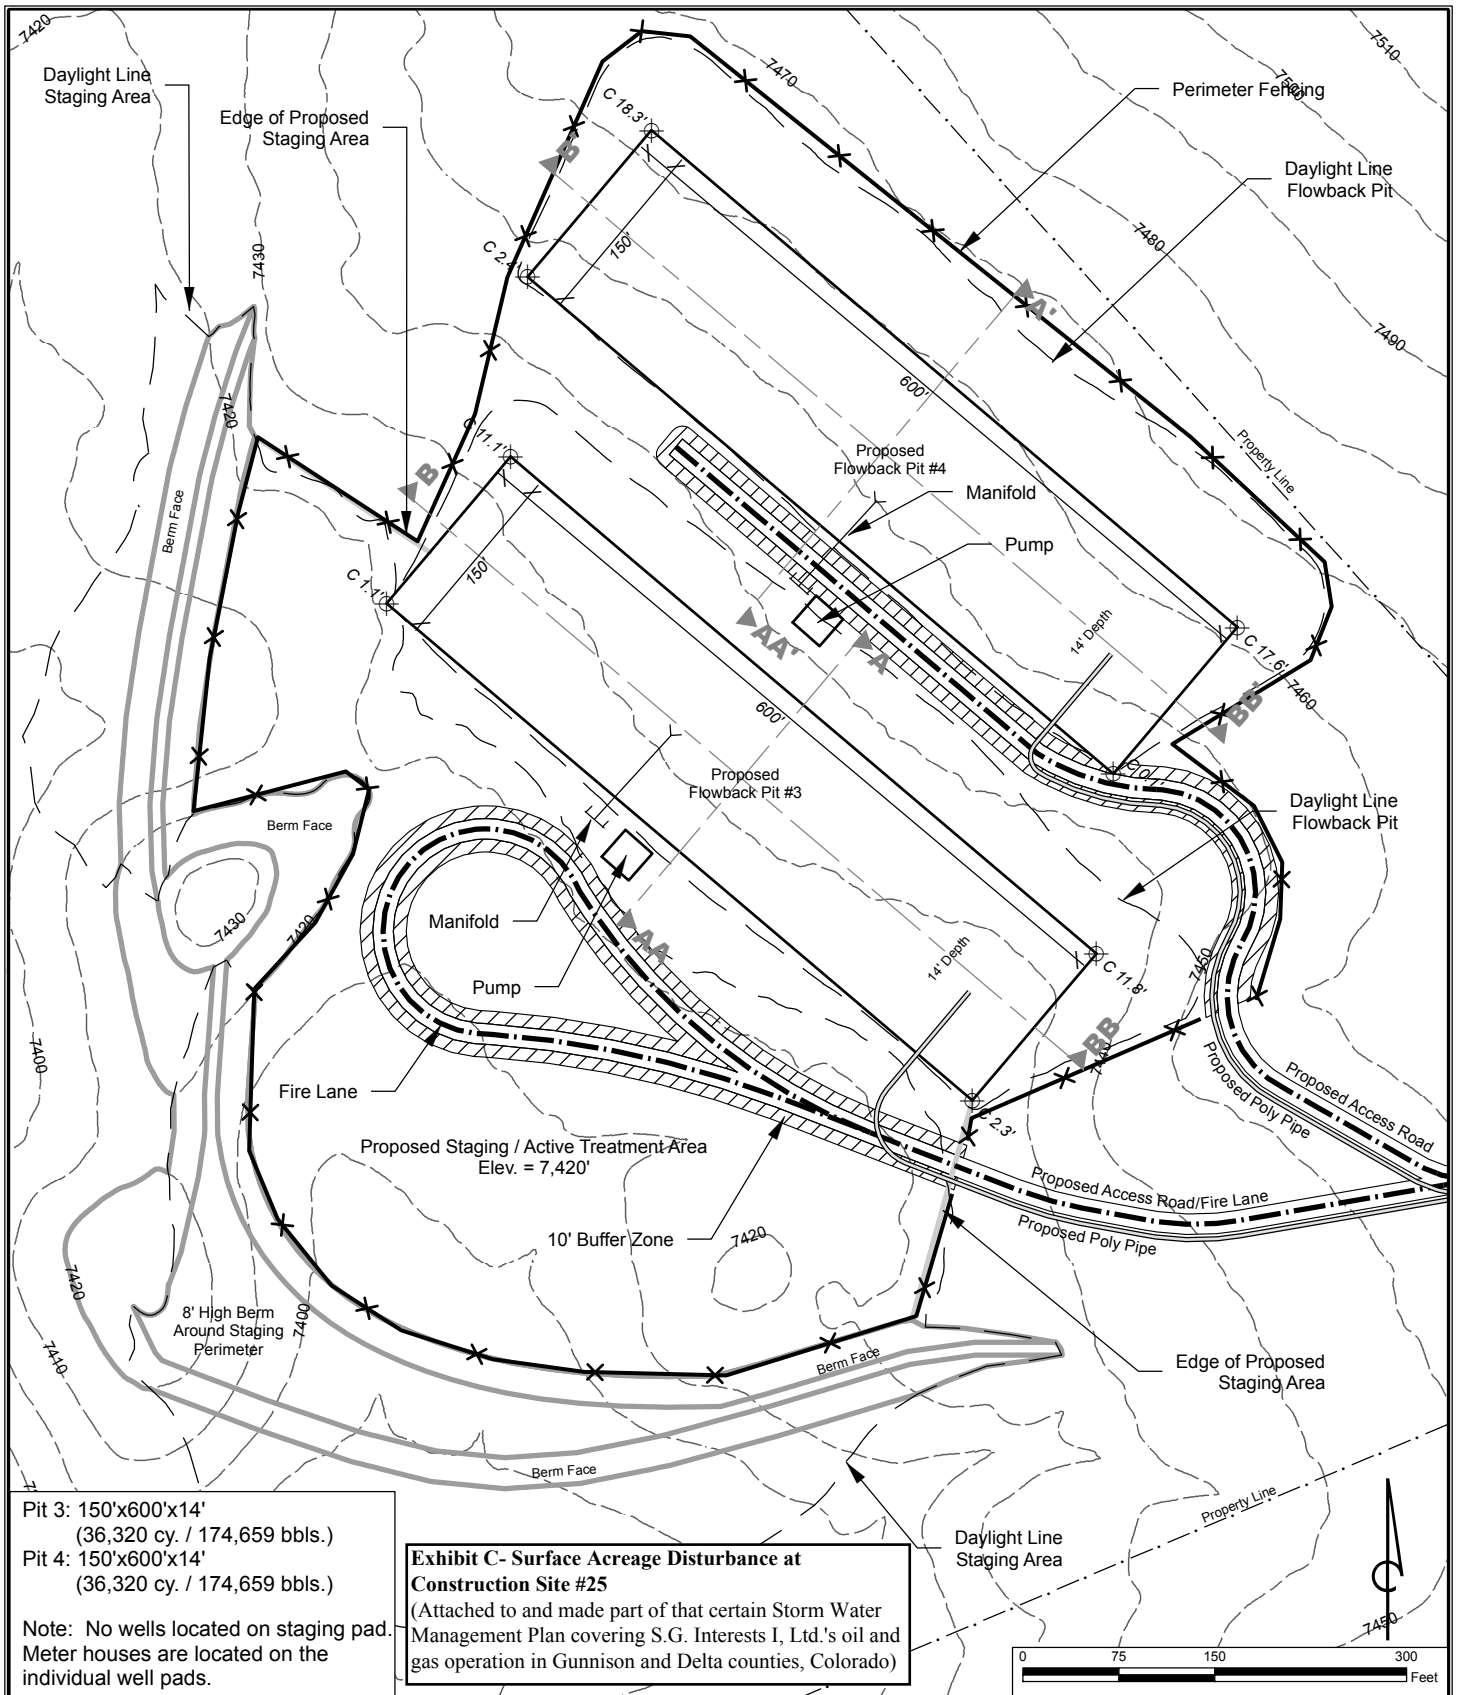 7420
Daylight Line
Staging Area
Edge of Proposed
Staging Area
7430
7420
Berm Face
C 18.3'
B'
C 2.4'
150'
7470
7510
7500
Perimeter Fencing
Daylight Line
Flowback Pit
7480
7490
A'
600'
Property Line
C 11.1'
B
Proposed
Flowback Pit #4
Manifold
Pump
C 1.1'
150'
AA'
A
14' Depth
C 17.6'
7460
BB'
600'
Proposed
Flowback Pit #3
Daylight Line
Flowback Pit
Berm Face
7430
7420
Manifold
AA
Pump
14' Depth
C 11.8'
7450
BB
7400
Fire Lane
C 2.3'
Proposed Access Road
Proposed Poly Pipe
Proposed Staging / Active Treatment Area
Elev. = 7,420'
Proposed Access Road/Fire Lane
Proposed Poly Pipe
10' Buffer Zone
7420
7420
7410
8' High Berm
Around Staging
Perimeter
7400
Berm Face
Edge of Proposed
Staging Area
Berm Face
Property Line
Daylight Line
Staging Area
7450
Pit 3: 150'x600'x14'
(36,320 cy. / 174,659 bbls.)
Pit 4: 150'x600'x14'
(36,320 cy. / 174,659 bbls.)
Note: No wells located on staging pad.
Meter houses are located on the
individual well pads.
Exhibit C- Surface Acreage Disturbance at
Construction Site #25
(Attached to and made part of that certain Storm Water
Management Plan covering S.G. Interests I, Ltd.'s oil and
gas operation in Gunnison and Delta counties, Colorado)
0 75 150 300
Feet